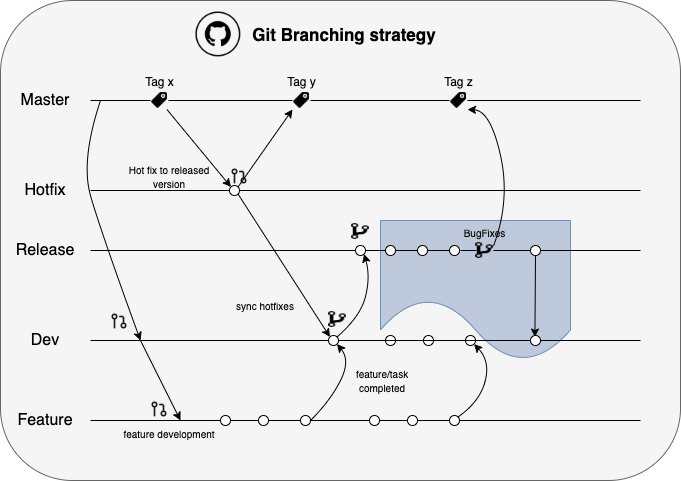 Git Branching strategy
Tag x
Tag y
Tag z
Master
Hot fix to released
version
Hotfix
BugFixes
Release
sync hotfixes
Dev
feature/task
completed
Feature
feature development